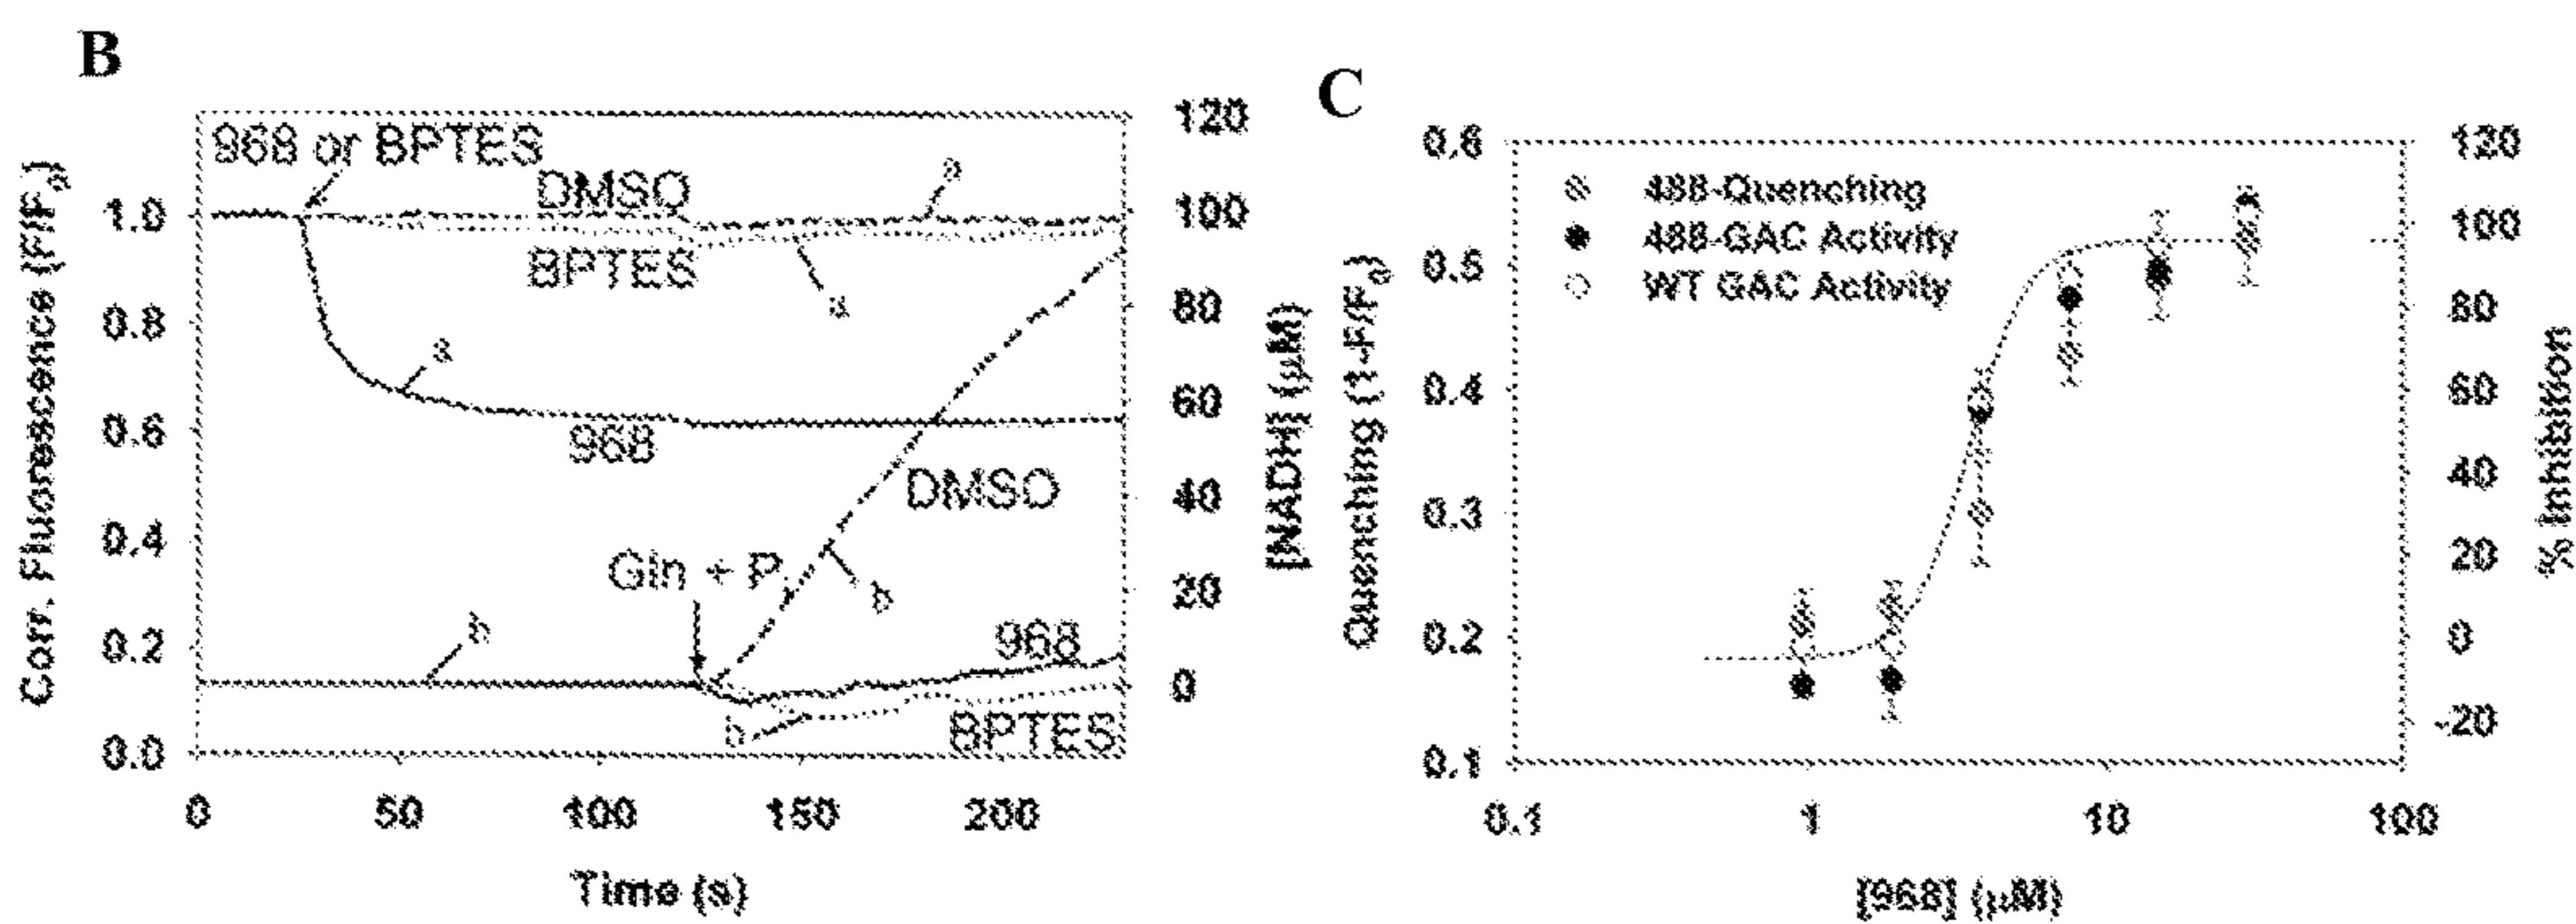 B
968 or BPTES
DMSO
a
BPTES
a
a
968
DMSO
Gln + Pi
b
b
968
b
BPTES
Corr. Fluorescence (F/F0)
1.0
0.8
0.6
0.4
0.2
0.0
0 50 100 150 200
Time (s)
120
100
80
60
40
20
0
[NADH] (µM)
C
488-Quenching
488-GAC Activity
WT GAC Activity
Quenching (1-F/F0)
0.6
0.5
0.4
0.3
0.2
0.1
0.1 1 10 100
[968] (µM)
120
100
80
60
40
20
0
-20
% Inhibition